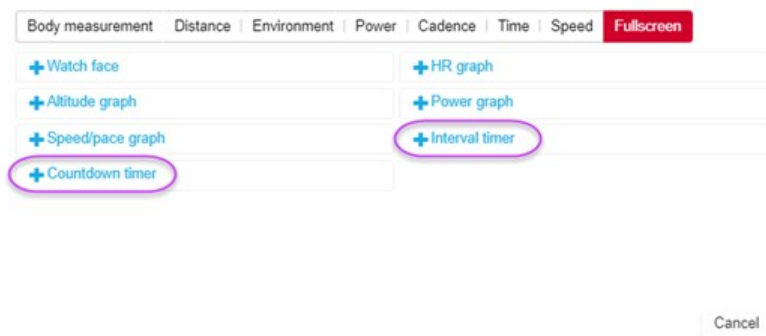 Body measurement Distance Environment Power Cadence Time Speed Fullscreen
Watch face HR graph
Altitude graph Power graph
Speed/pace graph Interval timer
Countdown timer
Cancel